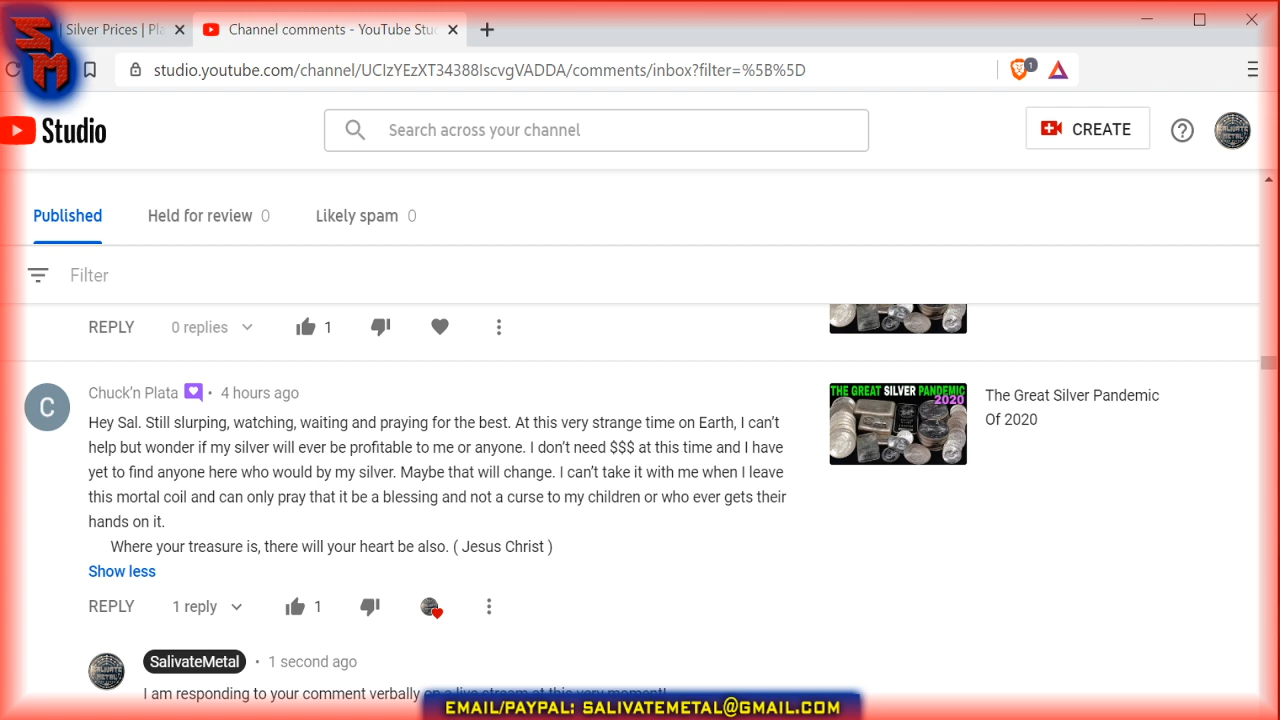 SM
| Silver Prices | Pla
Channel comments - YouTube Stu
studio.youtube.com/channel/UCIzYEzXT34388IscvgVADDA/comments/inbox?filter=%5B%5D
1
Studio
Search across your channel
CREATE
Published
Held for review 0
Likely spam 0
Filter
REPLY 0 replies 1
Chuck'n Plata • 4 hours ago
Hey Sal. Still slurping, watching, waiting and praying for the best. At this very strange time on Earth, I can't
help but wonder if my silver will ever be profitable to me or anyone. I don't need $$$ at this time and I have
yet to find anyone here who would by my silver. Maybe that will change. I can't take it with me when I leave
this mortal coil and can only pray that it be a blessing and not a curse to my children or who ever gets their
hands on it.
Where your treasure is, there will your heart be also. ( Jesus Christ )
Show less
THE GREAT SILVER PANDEMIC
2020
The Great Silver Pandemic
Of 2020
REPLY 1 reply 1
SalivateMetal • 1 second ago
I am responding to your comment verbally on a live stream at this very moment!
EMAIL/PAYPAL: SALIVATEMETAL@GMAIL.COM